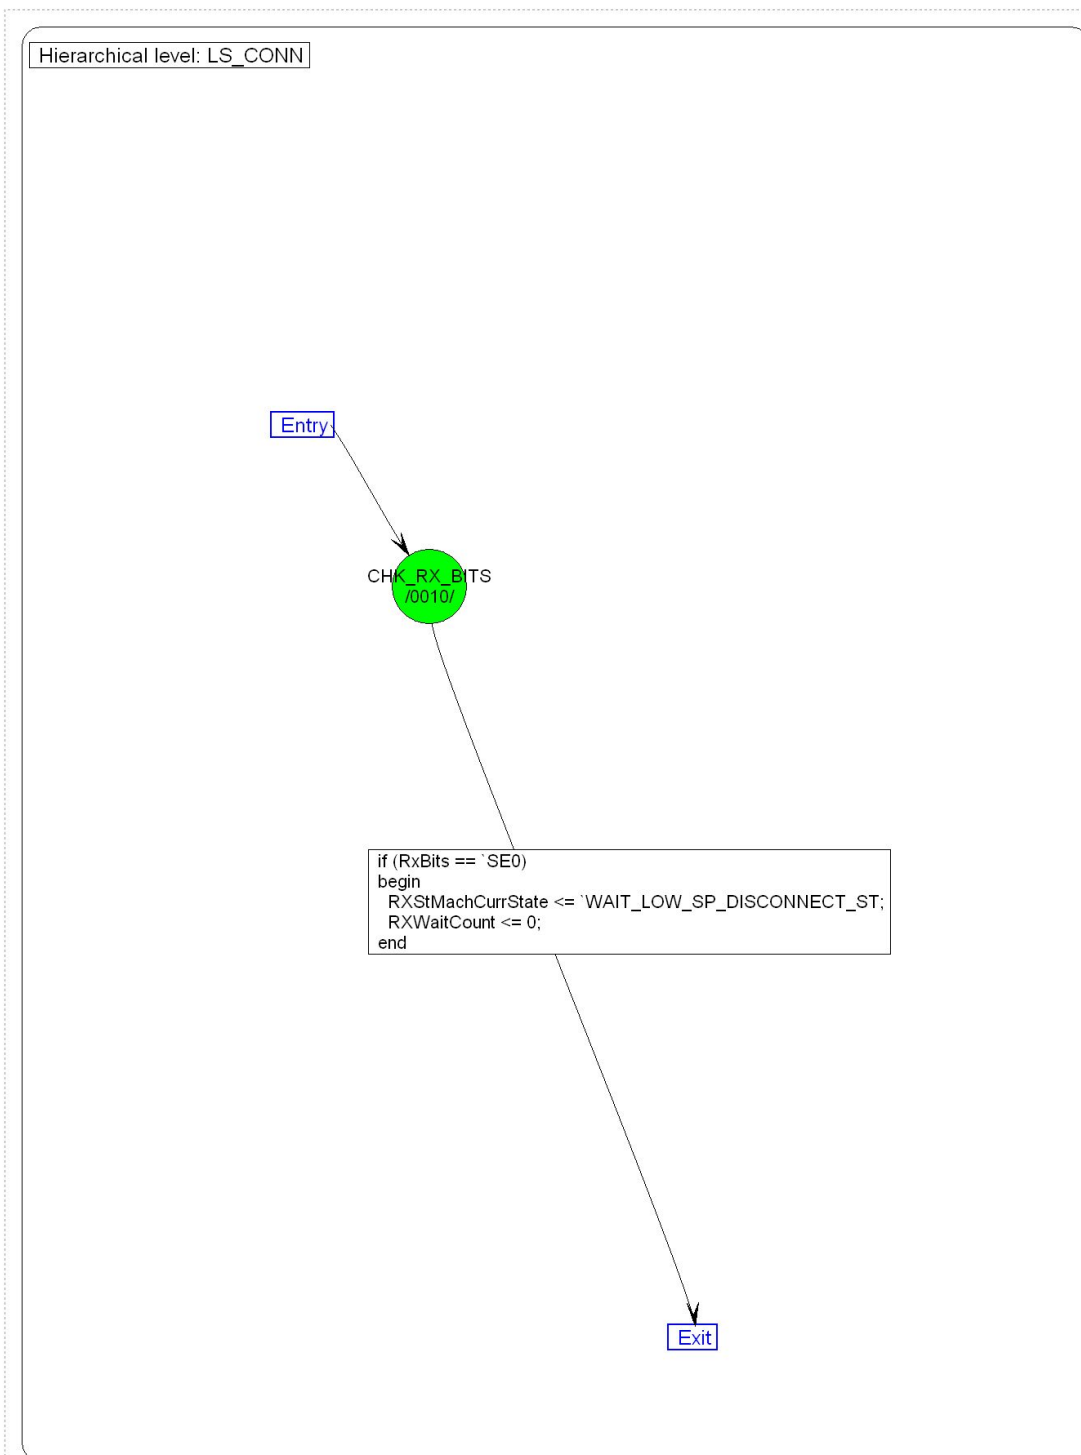 Hierarchical level: LS_CONN
Entry
CHK_RX_BITS
/0010/
if (RxBits == `SE0)
begin
RXStMachCurrState <= `WAIT_LOW_SP_DISCONNECT_ST;
RXWaitCount <= 0;
end
Exit